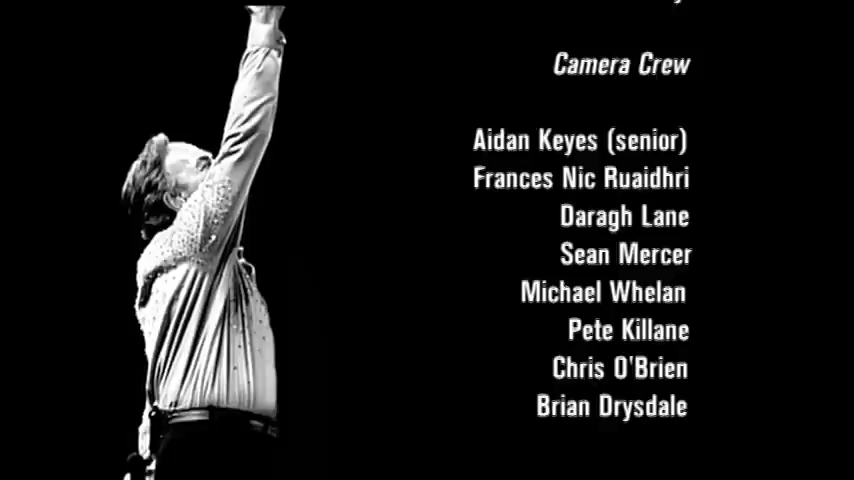 Camera Crew
Aidan Keyes (senior)
Frances Nic Ruaidhri
Daragh Lane
Sean Mercer
Michael Whelan
Pete Killane
Chris O'Brien
Brian Drysdale